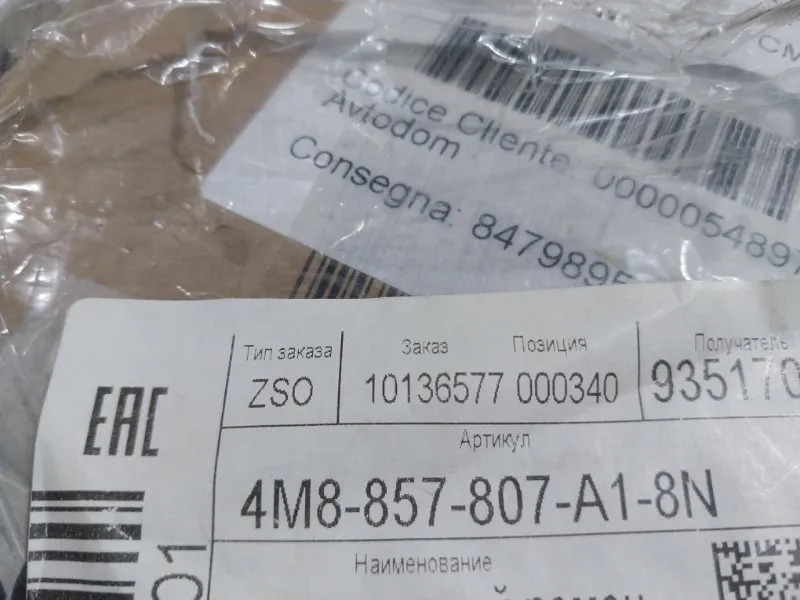 Codice Cliente: 0000054897
Avtodom
Consegna: 8479895
EAC
Тип заказа Заказ Позиция Получатель
ZSO 10136577 000340 935170
Артикул
4M8-857-807-A1-8N
Наименование
01